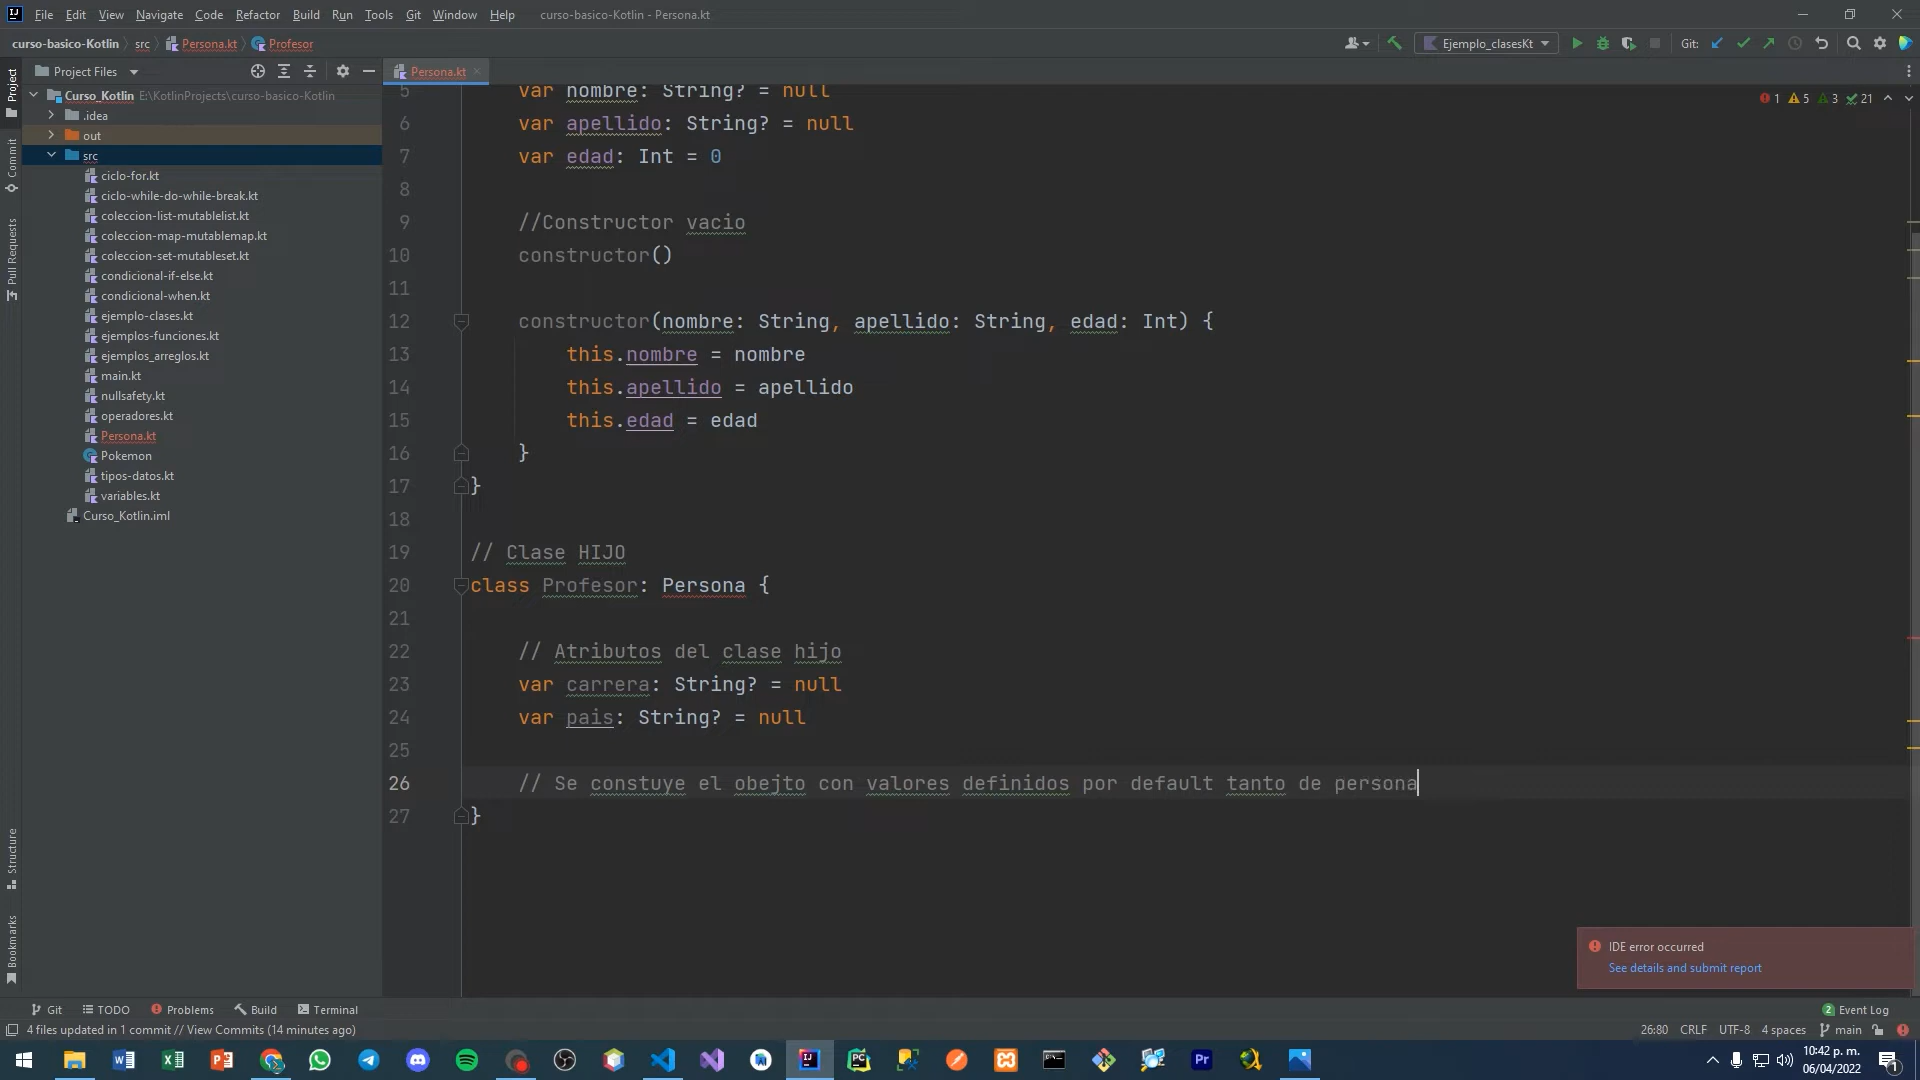 File Edit View Navigate Code Refactor Build Run Tools Git Window Help curso-basico-Kotlin - Persona.kt
curso-basico-Kotlin src Persona.kt Profesor Ejemplo_clasesKt Git:
Project Files
Persona.kt
Project
Commit
Pull Requests
Structure
Bookmarks
Curso_Kotlin E:\KotlinProjects\curso-basico-Kotlin
.idea
out
src
ciclo-for.kt
ciclo-while-do-while-break.kt
coleccion-list-mutablelist.kt
coleccion-map-mutablemap.kt
coleccion-set-mutableset.kt
condicional-if-else.kt
condicional-when.kt
ejemplo-clases.kt
ejemplos-funciones.kt
ejemplos_arreglos.kt
main.kt
nullsafety.kt
operadores.kt
Persona.kt
Pokemon
tipos-datos.kt
variables.kt
Curso_Kotlin.iml
1 5 3 21
5 var nombre: String? = null
6 var apellido: String? = null
7 var edad: Int = 0
8
9 //Constructor vacio
10 constructor()
11
12 constructor(nombre: String, apellido: String, edad: Int) {
13 this.nombre = nombre
14 this.apellido = apellido
15 this.edad = edad
16 }
17 }
18
19 // Clase HIJO
20 class Profesor: Persona {
21
22 // Atributos del clase hijo
23 var carrera: String? = null
24 var pais: String? = null
25
26 // Se constuye el obejto con valores definidos por default tanto de persona
27 }
IDE error occurred
See details and submit report
Git TODO Problems Build Terminal 2 Event Log
4 files updated in 1 commit // View Commits (14 minutes ago) 26:80 CRLF UTF-8 4 spaces main
10:42 p. m.
06/04/2022